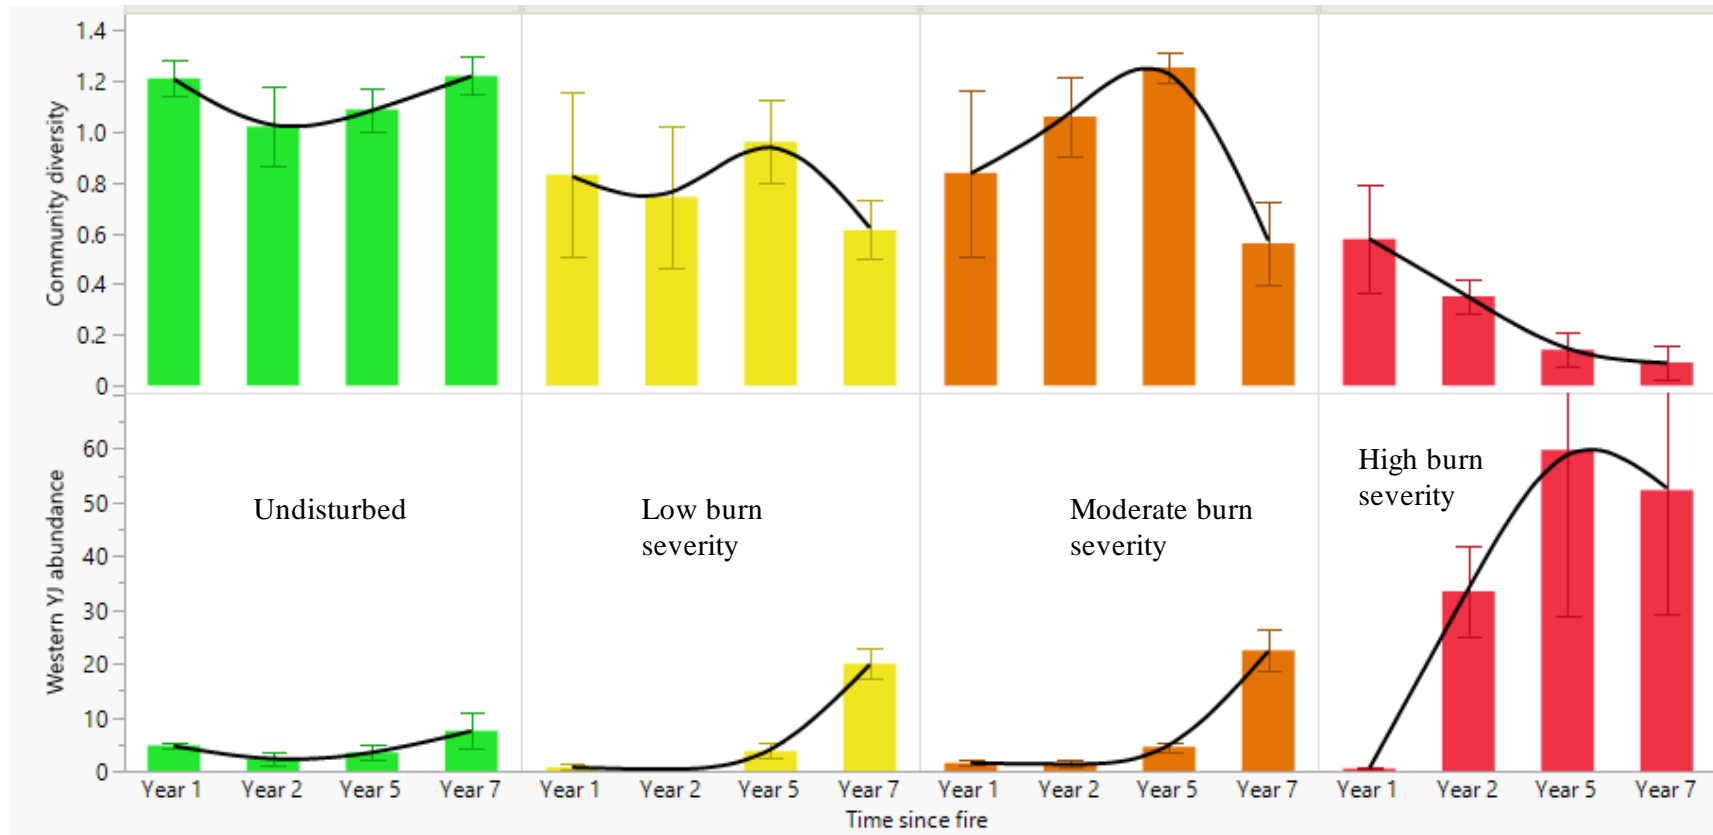 1.4
1.2
1.0
0.8
0.6
0.4
0.2
0
Community diversity
60
50
40
30
20
10
0
Western YJ abundance
Undisturbed
Low burn
severity
Moderate burn
severity
High burn
severity
Year 1 Year 2 Year 5 Year 7 Year 1 Year 2 Year 5 Year 7 Year 1 Year 2 Year 5 Year 7 Year 1 Year 2 Year 5 Year 7
Time since fire